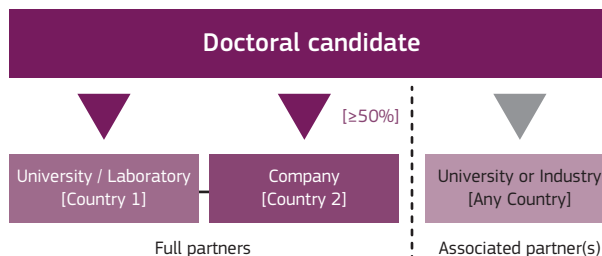 Doctoral candidate
[≥50%]
University / Laboratory
[Country 1]
Company
[Country 2]
University or Industry
[Any Country]
Full partners
Associated partner(s)